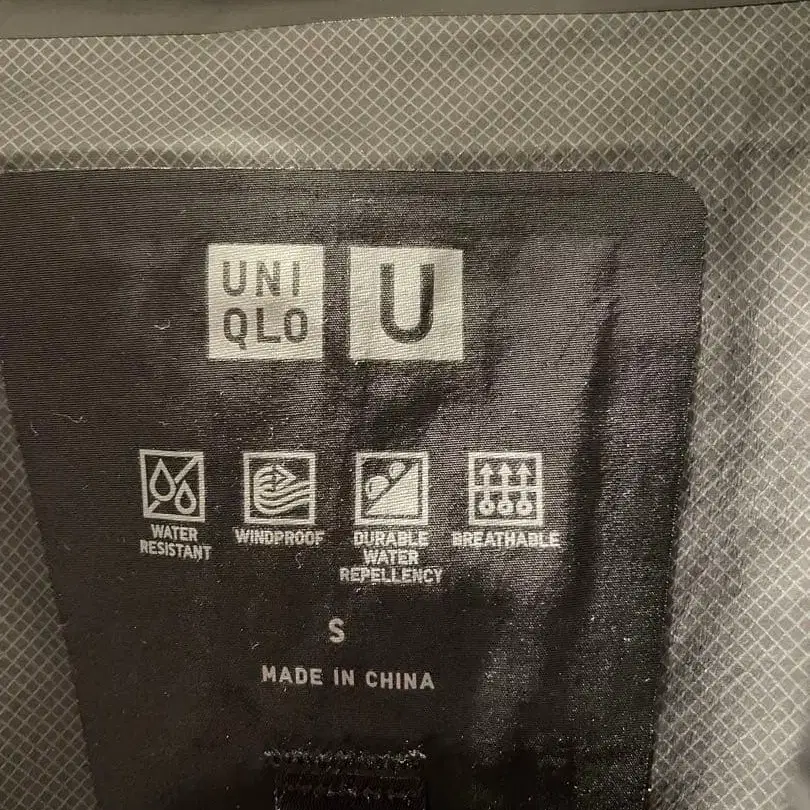 UNI
QLO
U
WATER
RESISTANT
WINDPROOF
DURABLE
WATER
REPELLENCY
BREATHABLE
S
MADE IN CHINA